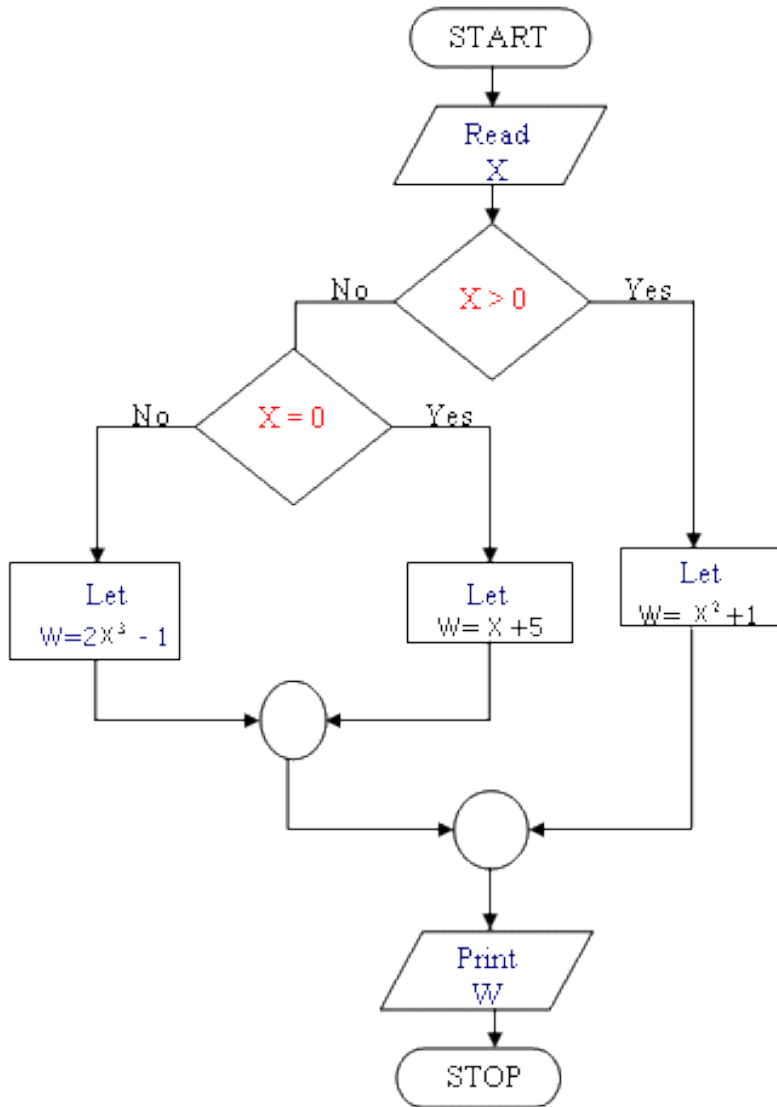 START
Read
X
No
X > 0
Yes
No
X = 0
Yes
Let
W=2X³ - 1
Let
W= X +5
Let
W= X² +1
Print
W
STOP